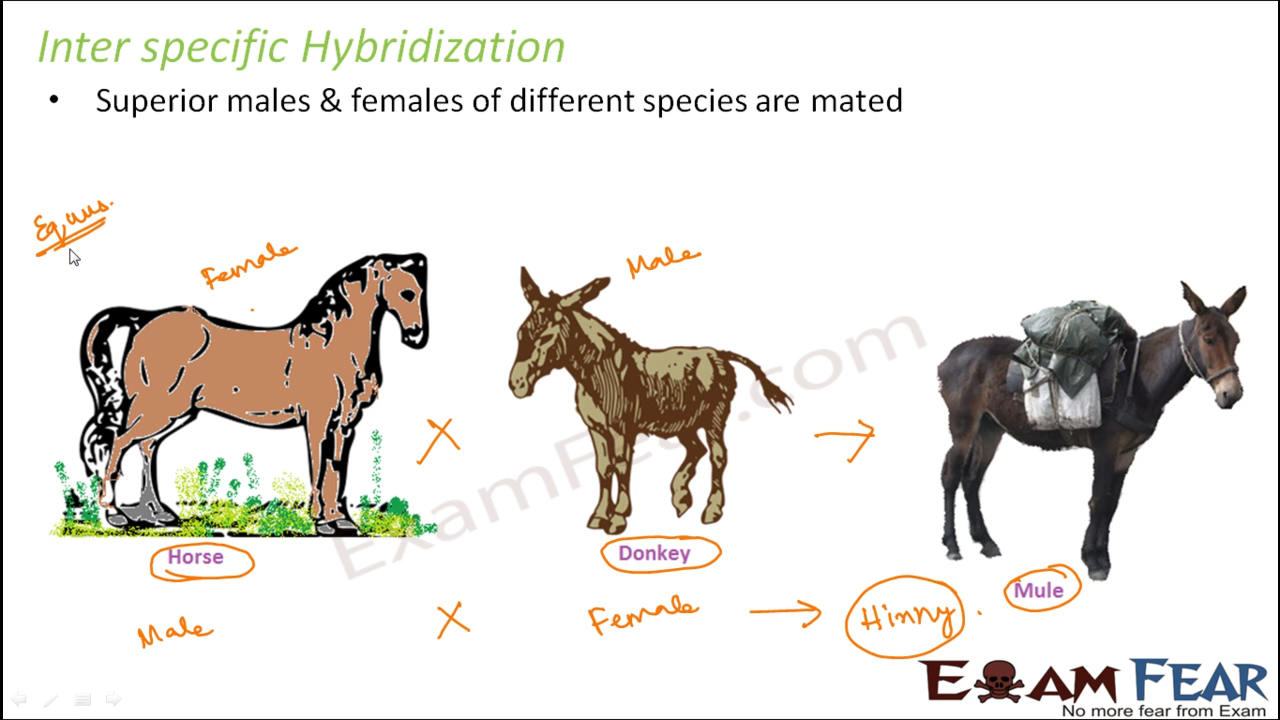 Inter specific Hybridization
• Superior males & females of different species are mated
Equus.
Female
Male
X
→
ExamFear.com
Horse
Donkey
Mule
Male X Female → Hinny.
EXAM FEAR
No more fear from Exam